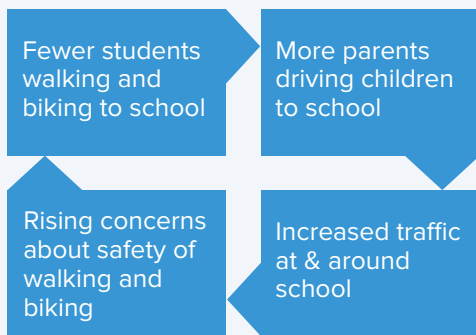 Fewer students
walking and
biking to school
More parents
driving children
to school
Increased traffic
at & around
school
Rising concerns
about safety of
walking and
biking